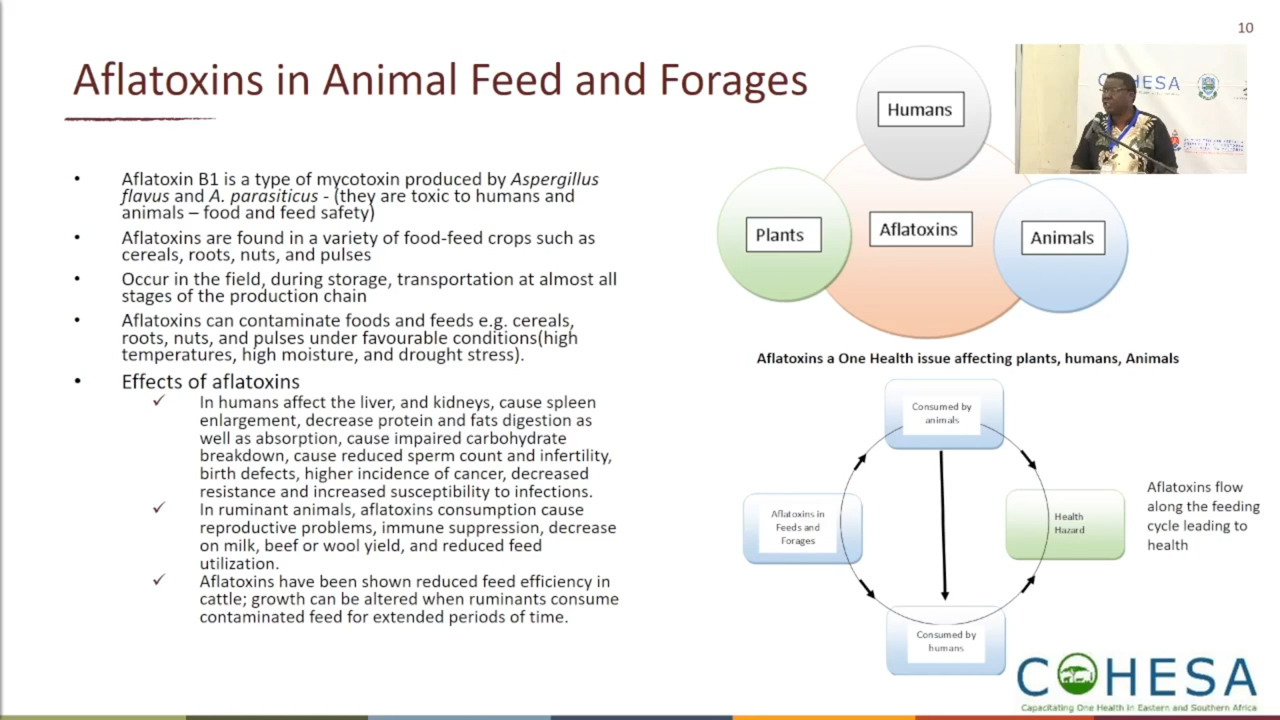 10
Aflatoxins in Animal Feed and Forages
• Aflatoxin B1 is a type of mycotoxin produced by Aspergillus
flavus and A. parasiticus - (they are toxic to humans and
animals – food and feed safety)
• Aflatoxins are found in a variety of food-feed crops such as
cereals, roots, nuts, and pulses
• Occur in the field, during storage, transportation at almost all
stages of the production chain
• Aflatoxins can contaminate foods and feeds e.g. cereals,
roots, nuts, and pulses under favourable conditions(high
temperatures, high moisture, and drought stress).
• Effects of aflatoxins
✓ In humans affect the liver, and kidneys, cause spleen
enlargement, decrease protein and fats digestion as
well as absorption, cause impaired carbohydrate
breakdown, cause reduced sperm count and infertility,
birth defects, higher incidence of cancer, decreased
resistance and increased susceptibility to infections.
✓ In ruminant animals, aflatoxins consumption cause
reproductive problems, immune suppression, decrease
on milk, beef or wool yield, and reduced feed
utilization.
✓ Aflatoxins have been shown reduced feed efficiency in
cattle; growth can be altered when ruminants consume
contaminated feed for extended periods of time.
Humans
Plants
Aflatoxins
Animals
Aflatoxins a One Health issue affecting plants, humans, Animals
Consumed by
animals
Aflatoxins in
Feeds and
Forages
Health
Hazard
Consumed by
humans
Aflatoxins flow
along the feeding
cycle leading to
health
COHESA
Capacitating One Health in Eastern and Southern Africa